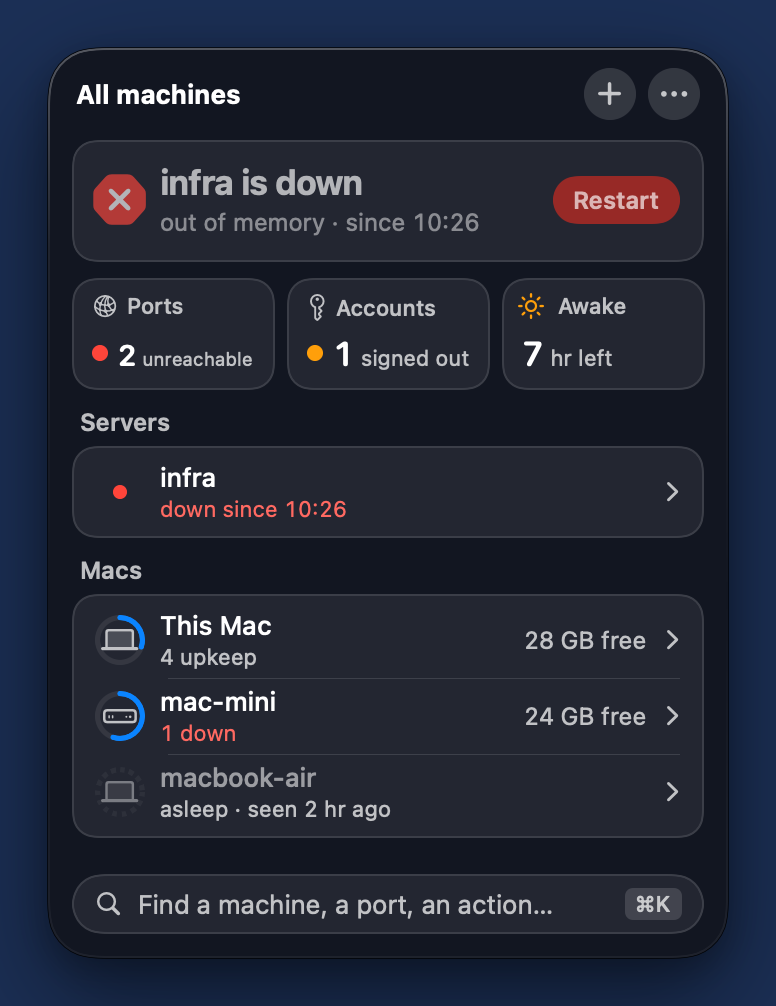 All machines
infra is down
out of memory · since 10:26
Restart
Ports
2 unreachable
Accounts
1 signed out
Awake
7 hr left
Servers
infra
down since 10:26
Macs
This Mac
4 upkeep
28 GB free
mac-mini
1 down
24 GB free
macbook-air
asleep · seen 2 hr ago
Find a machine, a port, an action...
⌘K